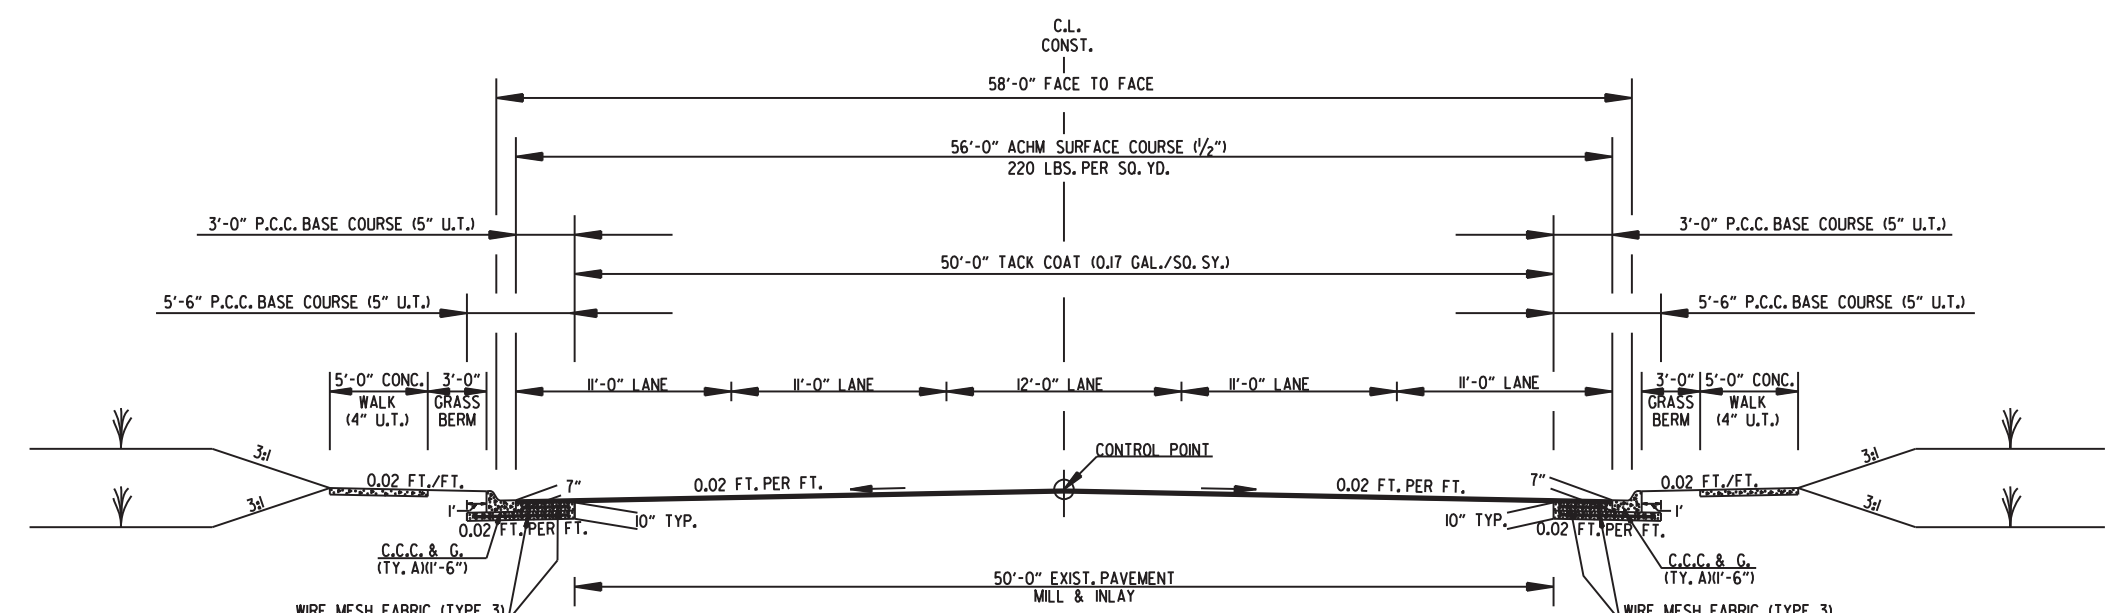 C.L.
CONST.
58'-0" FACE TO FACE
56'-0" ACHM SURFACE COURSE (1/2")
220 LBS. PER SQ. YD.
3'-0" P.C.C. BASE COURSE (5" U.T.)
3'-0" P.C.C. BASE COURSE (5" U.T.)
50'-0" TACK COAT (0.17 GAL./SQ. SY.)
5'-6" P.C.C. BASE COURSE (5" U.T.)
5'-6" P.C.C. BASE COURSE (5" U.T.)
5'-0" CONC.
WALK
(4" U.T.)
3'-0"
GRASS
BERM
11'-0" LANE
11'-0" LANE
12'-0" LANE
11'-0" LANE
11'-0" LANE
3'-0"
GRASS
BERM
5'-0" CONC.
WALK
(4" U.T.)
CONTROL POINT
3:1
3:1
0.02 FT./FT.
7"
0.02 FT. PER FT.
0.02 FT. PER FT.
7"
0.02 FT./FT.
3:1
3:1
1'
10" TYP.
0.02 FT. PER FT.
10" TYP.
0.02 FT. PER FT.
1'
C.C.C. & G.
(TY. A)(1'-6")
C.C.C. & G.
(TY. A)(1'-6")
50'-0" EXIST. PAVEMENT
MILL & INLAY
WIRE MESH FABRIC (TYPE 3)
WIRE MESH FABRIC (TYPE 3)